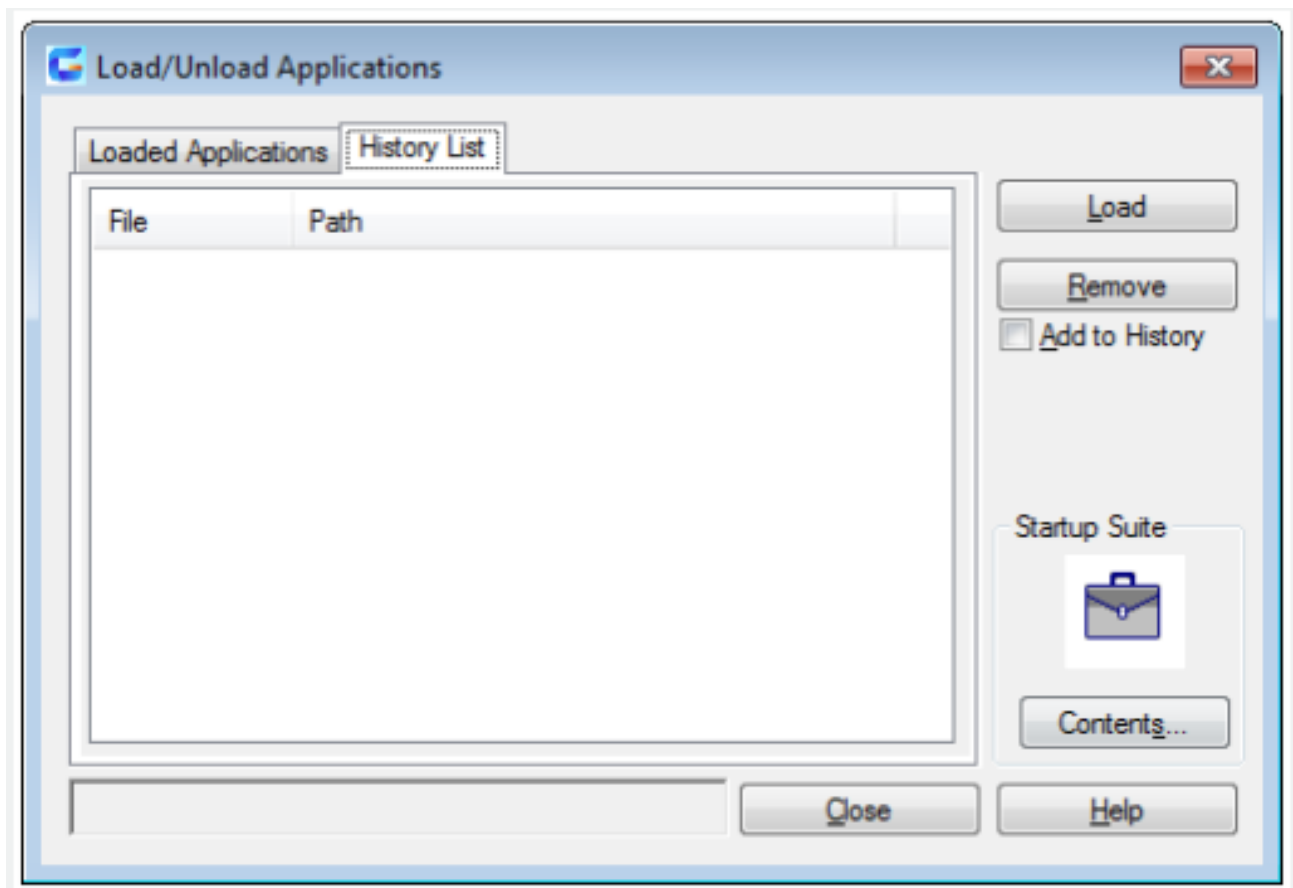 Load/Unload Applications
Loaded Applications History List
File Path
Load
Remove
Add to History
Startup Suite
Contents...
Close Help